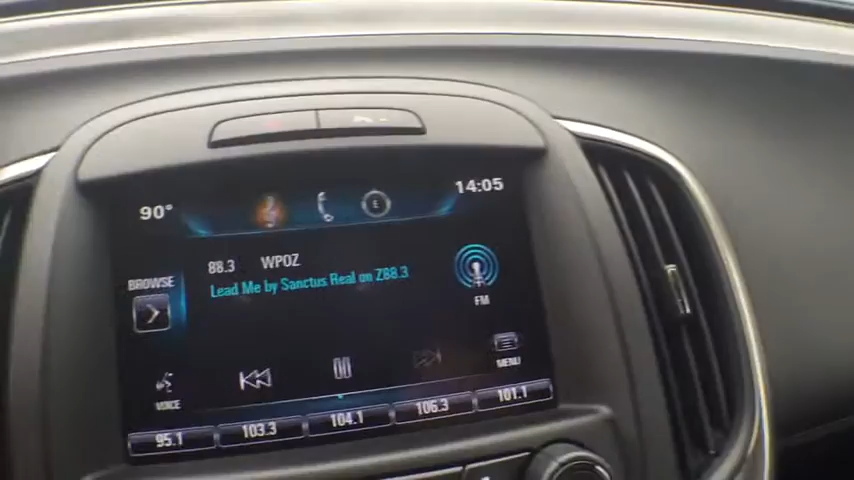 90° E 14:05
88.3 WPOZ
Lead Me by Sanctus Real on Z88.3
BROWSE
FM
MENU
VOICE
95.1 103.3 104.1 106.3 101.1